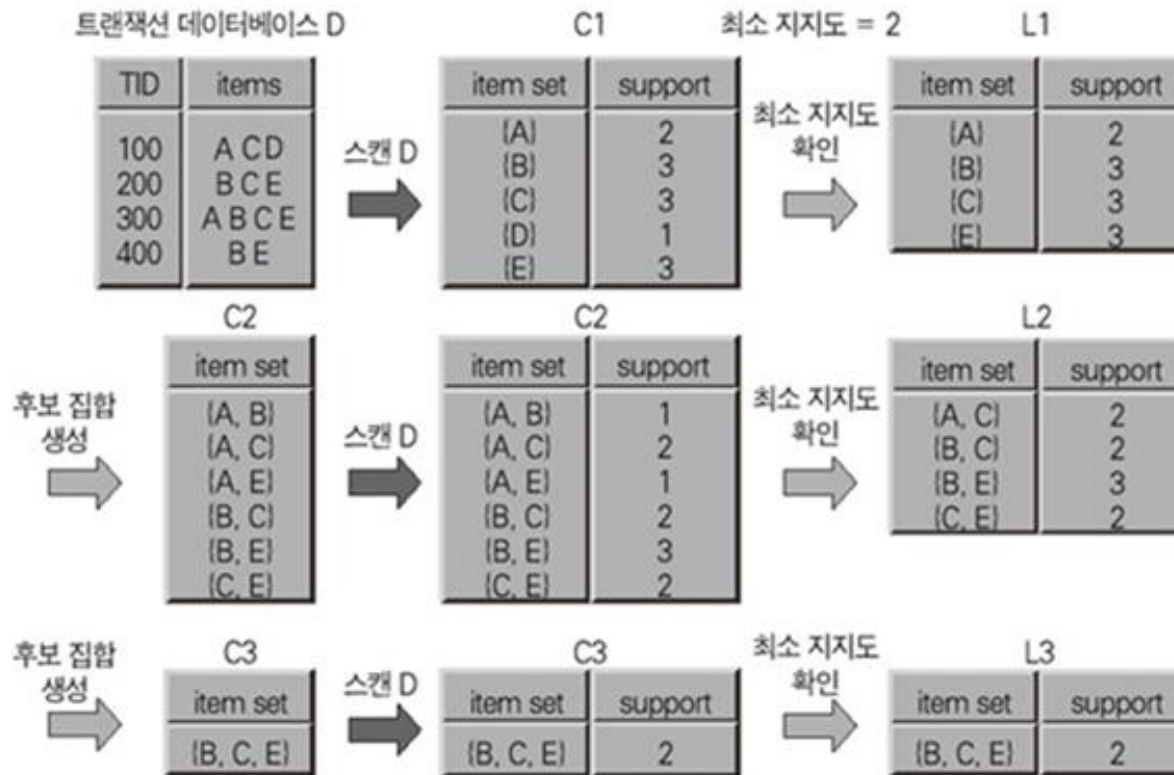 트랜잭션 데이터베이스 D
C1
최소 지지도 = 2
L1
TID items
100 A C D
200 B C E
300 A B C E
400 B E
스캔 D
item set support
{A} 2
{B} 3
{C} 3
{D} 1
{E} 3
최소 지지도
확인
item set support
{A} 2
{B} 3
{C} 3
{E} 3
후보 집합
생성
C2
item set
{A, B}
{A, C}
{A, E}
{B, C}
{B, E}
{C, E}
스캔 D
C2
item set support
{A, B} 1
{A, C} 2
{A, E} 1
{B, C} 2
{B, E} 3
{C, E} 2
최소 지지도
확인
L2
item set support
{A, C} 2
{B, C} 2
{B, E} 3
{C, E} 2
후보 집합
생성
C3
item set
{B, C, E}
스캔 D
C3
item set support
{B, C, E} 2
최소 지지도
확인
L3
item set support
{B, C, E} 2